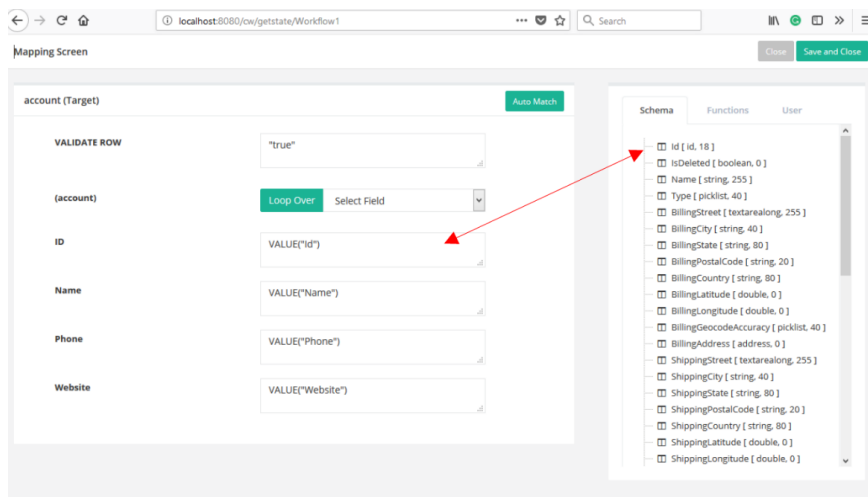 localhost:8080/cw/getstate/Workflow1
Search
Mapping Screen
Close
Save and Close
account (Target)
Auto Match
VALIDATE ROW
"true"
(account)
Loop Over
Select Field
ID
VALUE("Id")
Name
VALUE("Name")
Phone
VALUE("Phone")
Website
VALUE("Website")
Schema
Functions
User
Id [ id, 18 ]
IsDeleted [ boolean, 0 ]
Name [ string, 255 ]
Type [ picklist, 40 ]
BillingStreet [ textarealong, 255 ]
BillingCity [ string, 40 ]
BillingState [ string, 80 ]
BillingPostalCode [ string, 20 ]
BillingCountry [ string, 80 ]
BillingLatitude [ double, 0 ]
BillingLongitude [ double, 0 ]
BillingGeocodeAccuracy [ picklist, 40 ]
BillingAddress [ address, 0 ]
ShippingStreet [ textarealong, 255 ]
ShippingCity [ string, 40 ]
ShippingState [ string, 80 ]
ShippingPostalCode [ string, 20 ]
ShippingCountry [ string, 80 ]
ShippingLatitude [ double, 0 ]
ShippingLongitude [ double, 0 ]